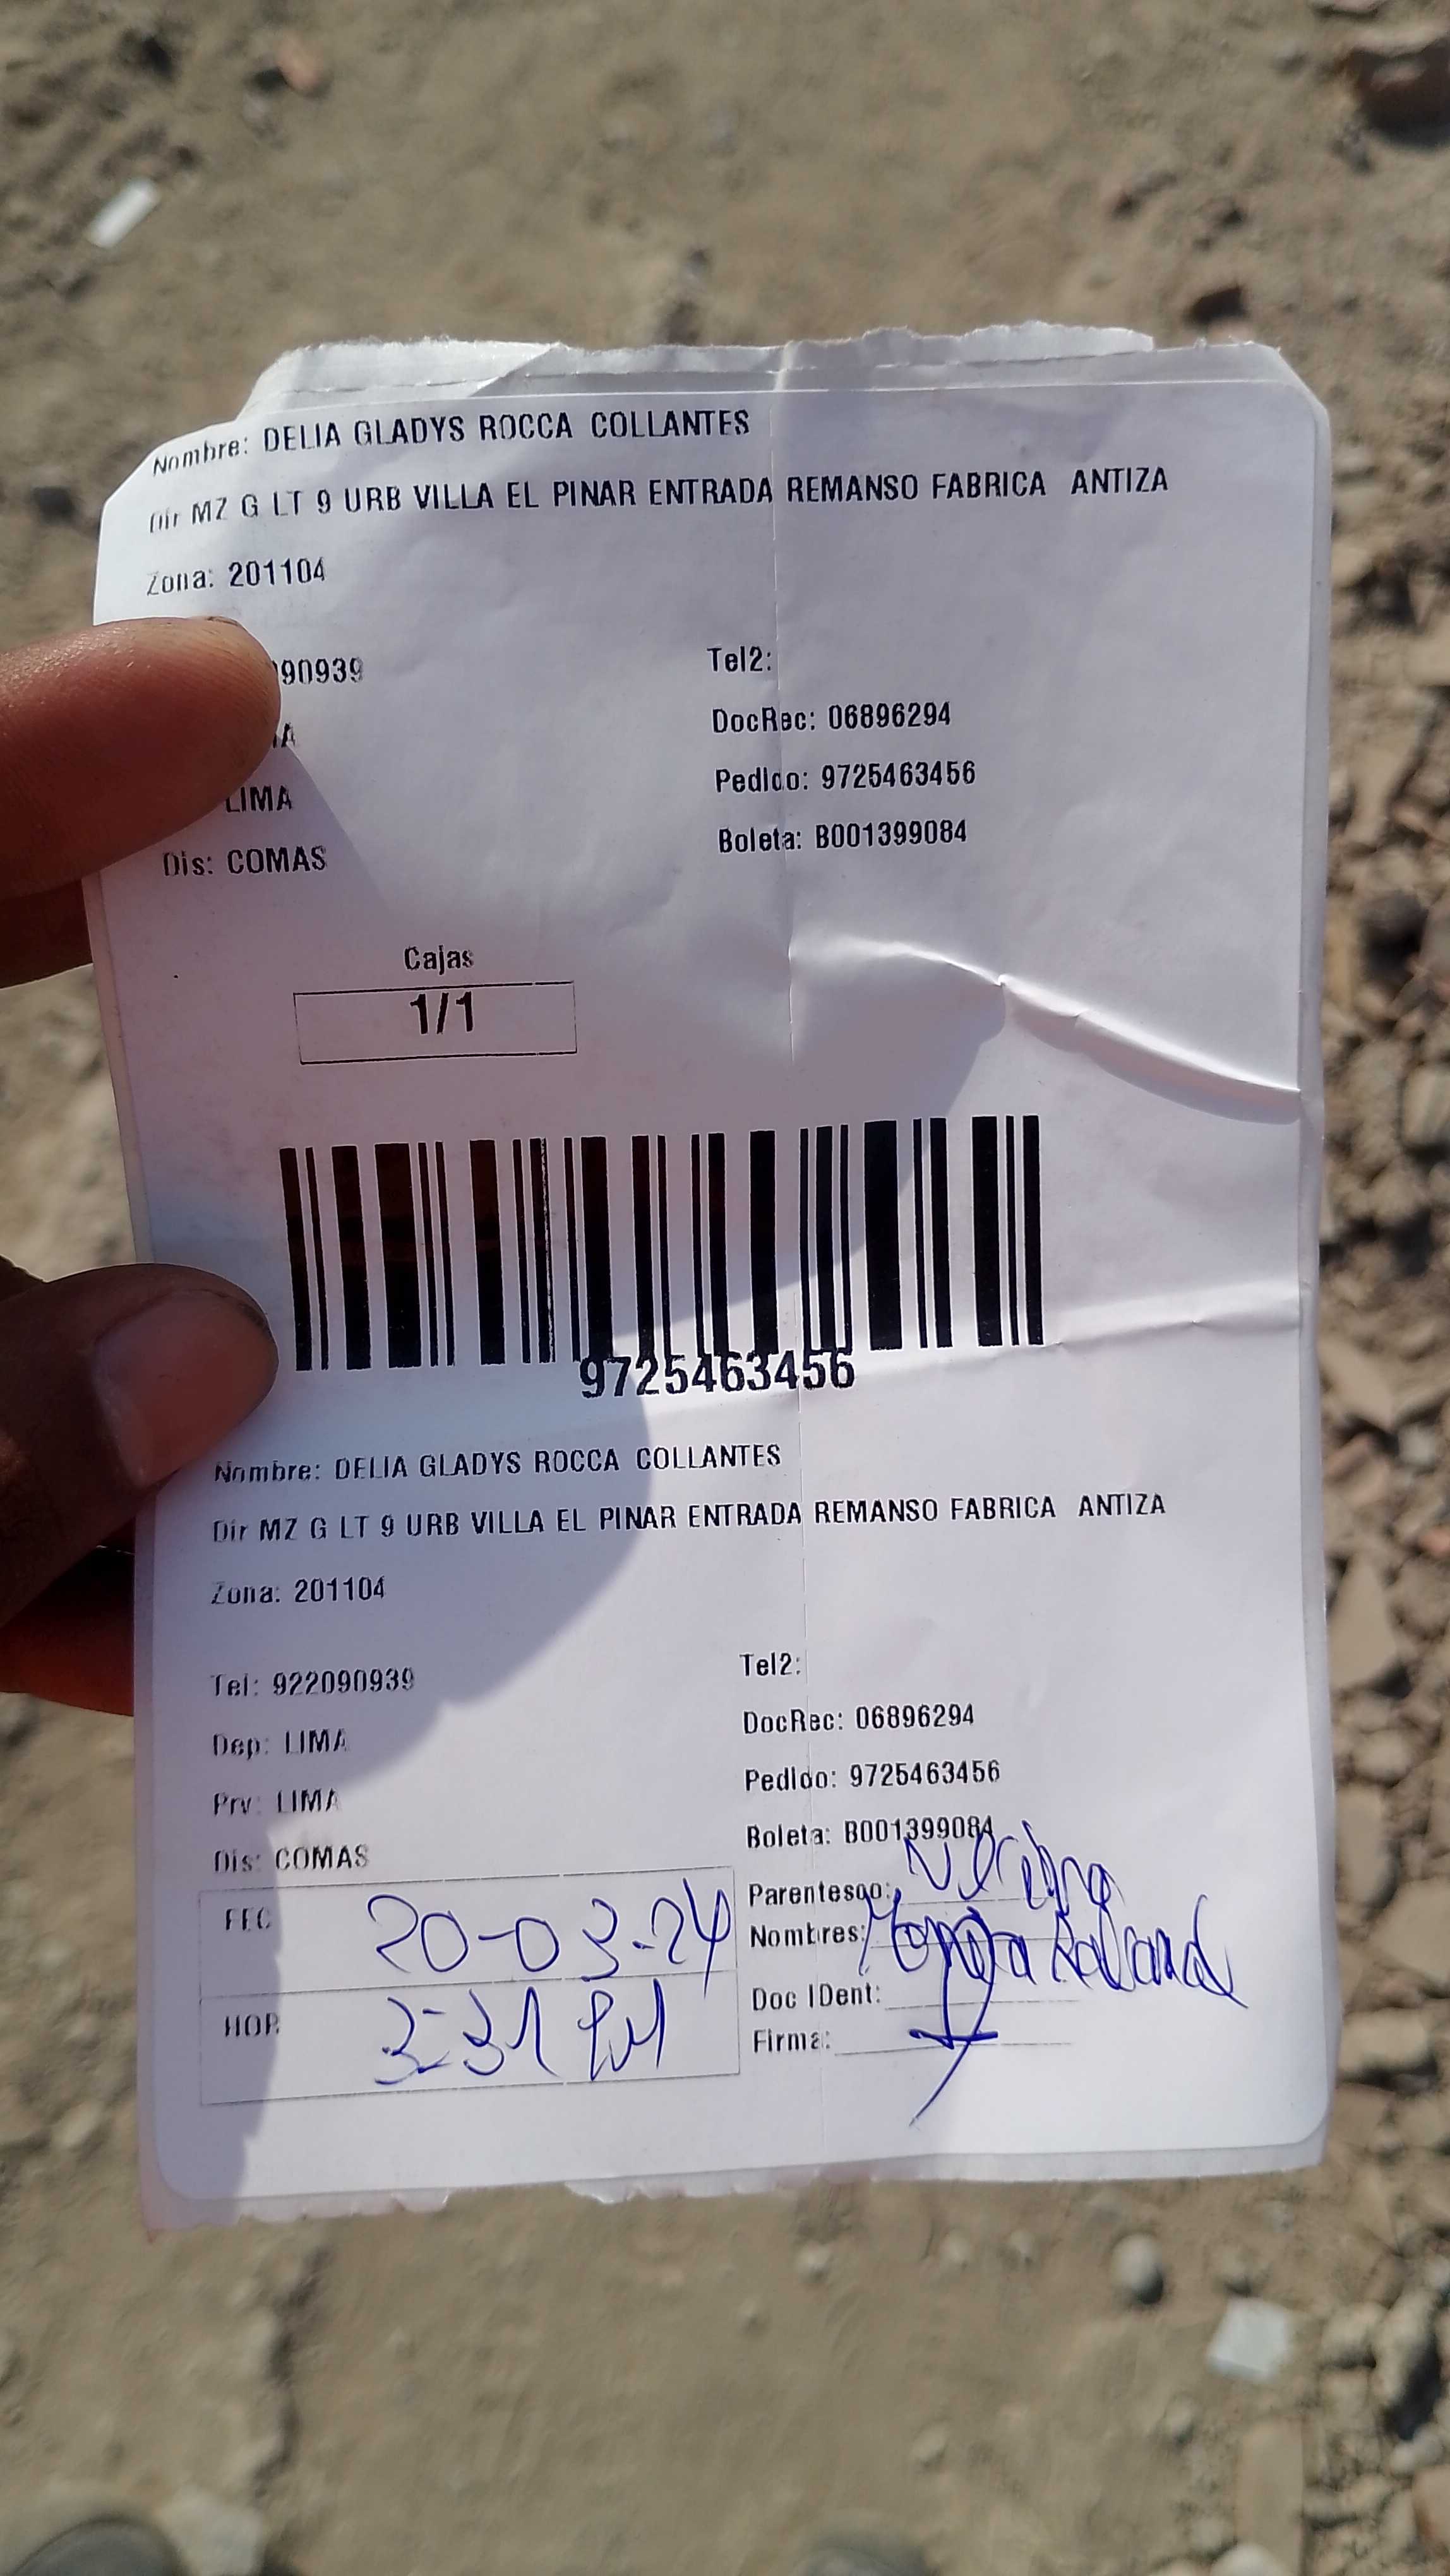 Nombre: DELIA GLADYS ROCCA COLLANTES
Dir MZ G LT 9 URB VILLA EL PINAR ENTRADA REMANSO FABRICA ANTIZA
Zona: 201104
90939 Tel2:
DocRec: 06896294
LIMA Pedido: 9725463456
Dis: COMAS Boleta: B001399084
Cajas
1/1
9725463456
Nombre: DELIA GLADYS ROCCA COLLANTES
Dir MZ G LT 9 URB VILLA EL PINAR ENTRADA REMANSO FABRICA ANTIZA
Zona: 201104
Tel: 922090939 Tel2:
Dep: LIMA DocRec: 06896294
Prv: LIMA Pedido: 9725463456
Dis: COMAS Boleta: B001399084
FEC 20-03-24 Parentesco:
Nombres:
HOR 3:31 PM Doc IDent:
Firma: